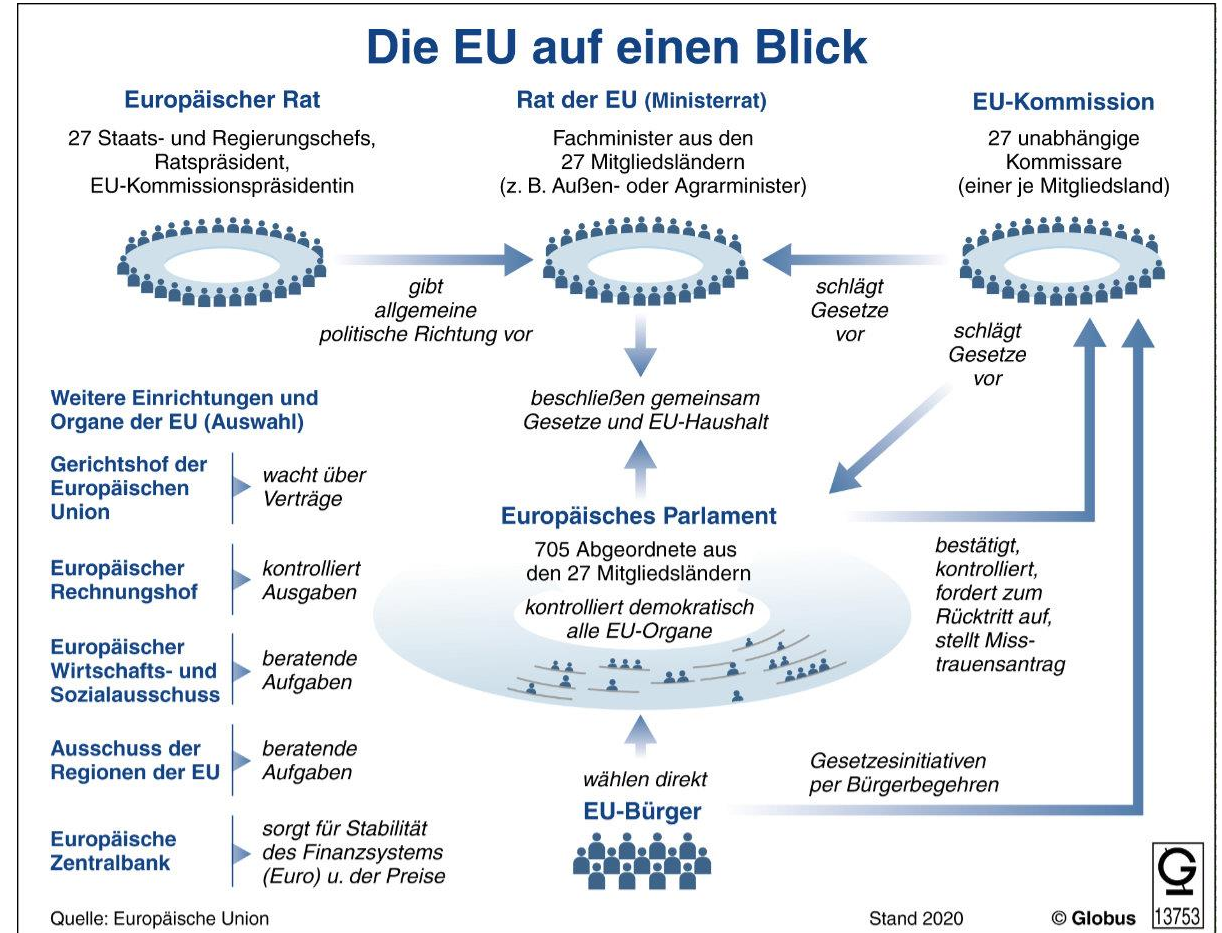 Die EU auf einen Blick
Europäischer Rat
27 Staats- und Regierungschefs,
Ratspräsident,
EU-Kommissionspräsidentin
Rat der EU (Ministerrat)
Fachminister aus den
27 Mitgliedsländern
(z. B. Außen- oder Agrarminister)
EU-Kommission
27 unabhängige
Kommissare
(einer je Mitgliedsland)
gibt
allgemeine
politische Richtung vor
schlägt
Gesetze
vor
schlägt
Gesetze
vor
beschließen gemeinsam
Gesetze und EU-Haushalt
Weitere Einrichtungen und
Organe der EU (Auswahl)
Gerichtshof der
Europäischen
Union
wacht über
Verträge
Europäischer
Rechnungshof
kontrolliert
Ausgaben
Europäischer
Wirtschafts- und
Sozialausschuss
beratende
Aufgaben
Ausschuss der
Regionen der EU
beratende
Aufgaben
Europäische
Zentralbank
sorgt für Stabilität
des Finanzsystems
(Euro) u. der Preise
Europäisches Parlament
705 Abgeordnete aus
den 27 Mitgliedsländern
kontrolliert demokratisch
alle EU-Organe
bestätigt,
kontrolliert,
fordert zum
Rücktritt auf,
stellt Miss-
trauensantrag
wählen direkt
EU-Bürger
Gesetzesinitiativen
per Bürgerbegehren
Quelle: Europäische Union
Stand 2020
© Globus
G
13753